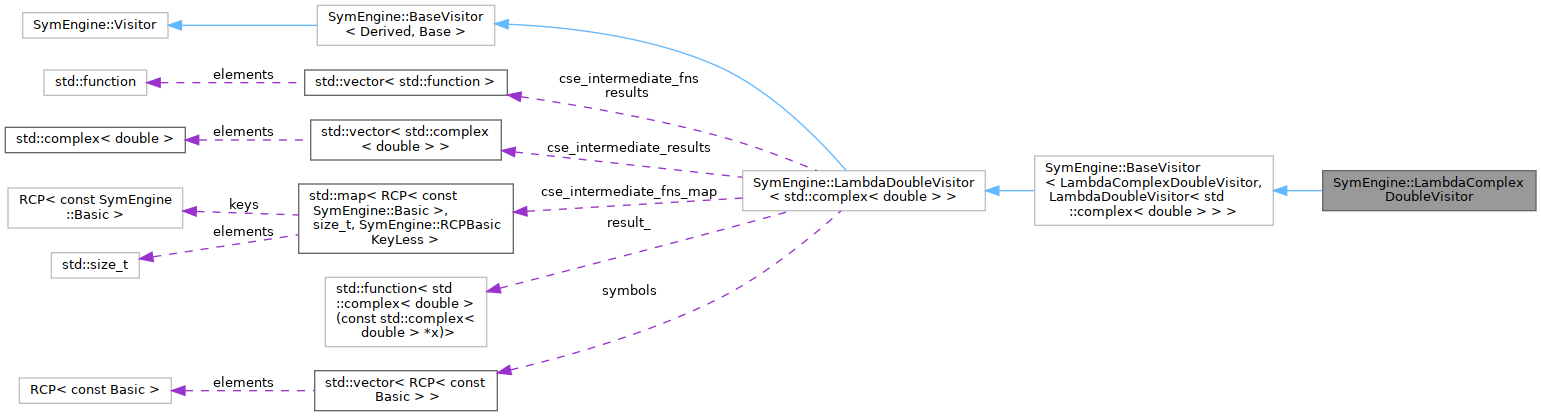 SymEngine::Visitor
SymEngine::BaseVisitor
< Derived, Base >
std::function
elements
std::vector< std::function >
cse_intermediate_fns
results
std::complex< double >
elements
std::vector< std::complex
< double > >
cse_intermediate_results
RCP< const SymEngine
::Basic >
keys
elements
std::size_t
std::map< RCP< const
SymEngine::Basic >,
size_t, SymEngine::RCPBasic
KeyLess >
cse_intermediate_fns_map
result_
std::function< std
::complex< double >
(const std::complex<
double > *x)>
symbols
RCP< const Basic >
elements
std::vector< RCP< const
Basic > >
SymEngine::LambdaDoubleVisitor
< std::complex< double > >
SymEngine::BaseVisitor
< LambdaComplexDoubleVisitor,
LambdaDoubleVisitor< std
::complex< double > > >
SymEngine::LambdaComplex
DoubleVisitor